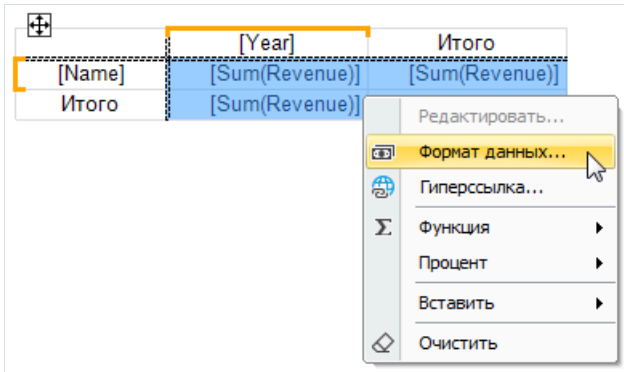 [Year] Итого
[Name] [Sum(Revenue)] [Sum(Revenue)]
Итого [Sum(Revenue)]
Редактировать...
Формат данных...
Гиперссылка...
Функция
Процент
Вставить
Очистить